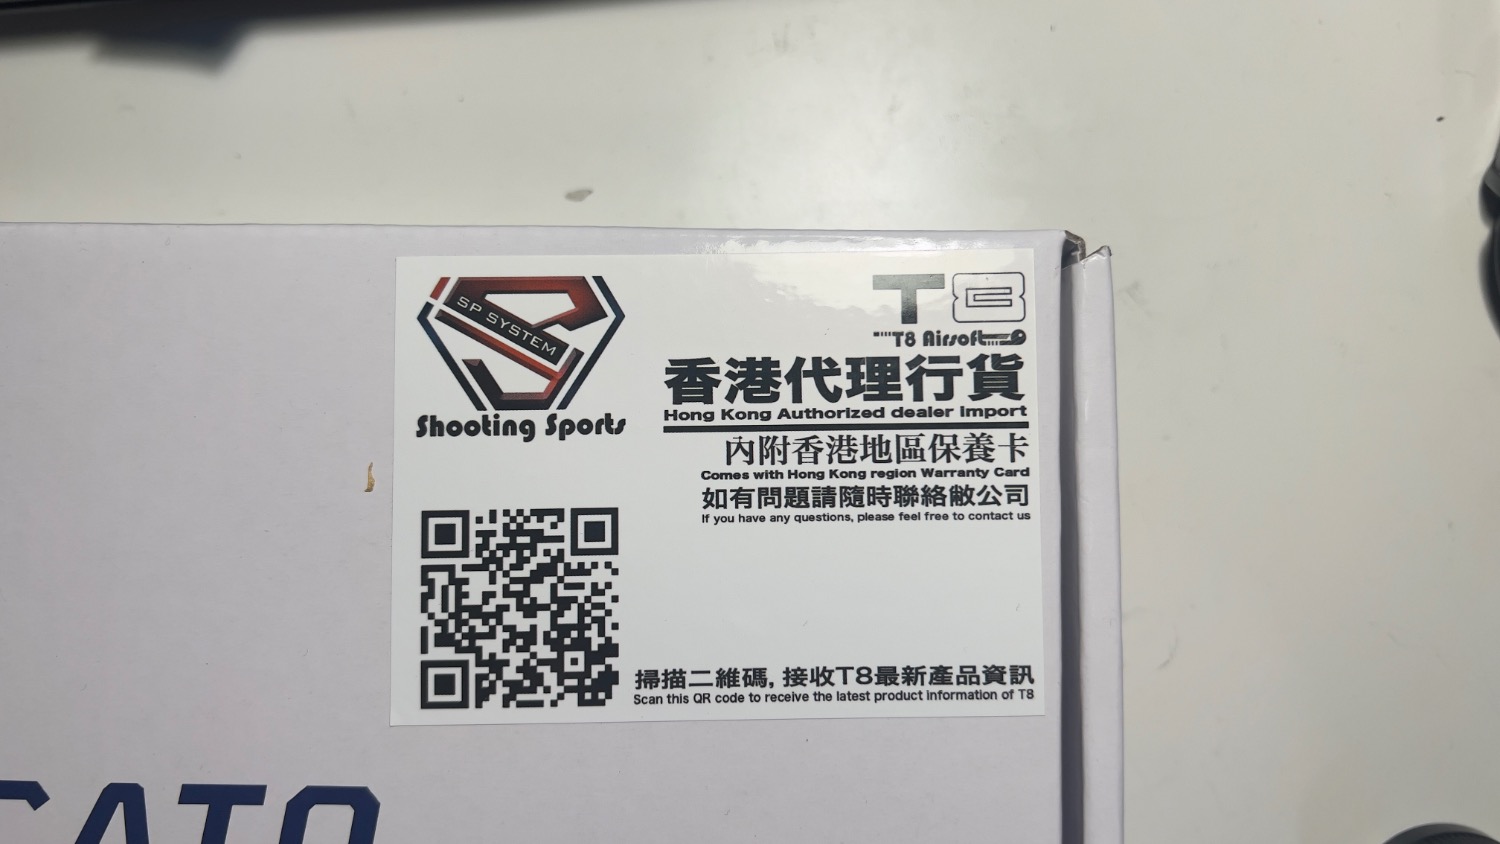 SP SYSTEM
Shooting Sports
T8
T8 Airsoft
香港代理行貨
Hong Kong Authorized dealer import
內附香港地區保養卡
Comes with Hong Kong region Warranty Card
如有問題請隨時聯絡敝公司
If you have any questions, please feel free to contact us
掃描二維碼, 接收T8最新產品資訊
Scan this QR code to receive the latest product information of T8